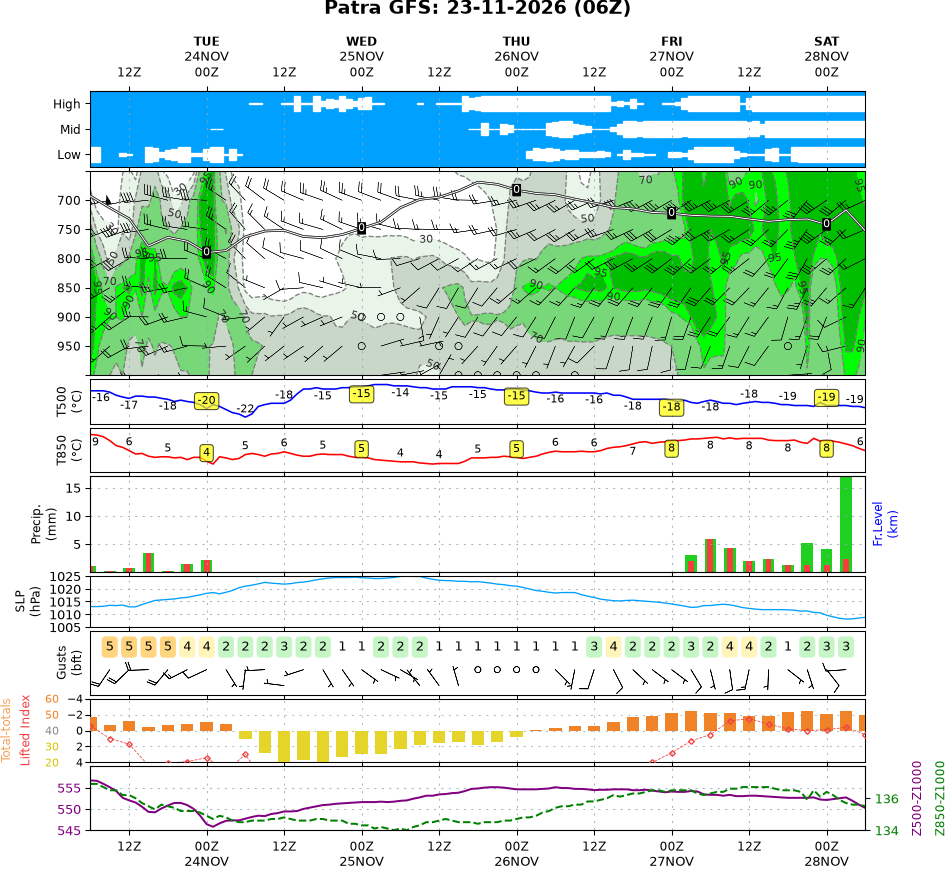 Patra GFS: 23-11-2026 (06Z)
TUE WED THU FRI SAT
24NOV 25NOV 26NOV 27NOV 28NOV
12Z 00Z 12Z 00Z 12Z 00Z 12Z 00Z 12Z 00Z
High
Mid
Low
700
750
800
850
900
950
30 50 70 90 95
0 0 0 0 0
T500
(°C)
-16 -17 -18 -20 -22 -18 -15 -15 -14 -15 -15 -15 -16 -16 -18 -18 -18 -18 -19 -19 -19
T850
(°C)
9 6 5 4 5 6 5 5 4 4 5 5 6 6 7 8 8 8 8 8 6
Precip.
(mm)
15
10
5
Fr.Level
(km)
SLP
(hPa)
1025
1015
1010
1005
Gusts
(bft)
5 5 5 5 4 4 2 2 2 3 2 2 1 1 2 2 2 1 1 1 1 1 1 1 1 3 4 2 2 2 3 2 4 4 2 1 2 3 3
Total-totals
Lifted Index
60 −4
50 −2
40 0
30 2
20 4
555
550
545
136
134
Z500-Z1000
Z850-Z1000
12Z 00Z 12Z 00Z 12Z 00Z 12Z 00Z 12Z 00Z
24NOV 25NOV 26NOV 27NOV 28NOV